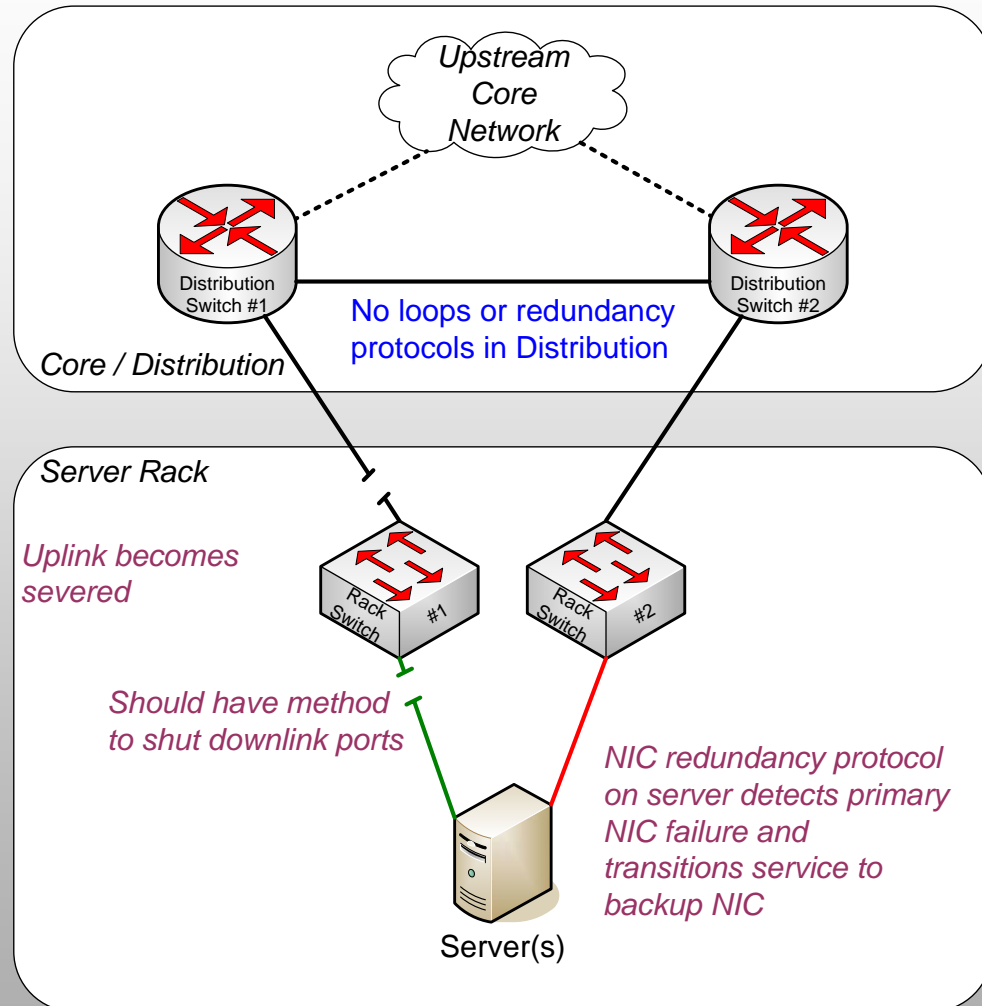 Upstream
Core
Network
Distribution
Switch #1
Distribution
Switch #2
No loops or redundancy
protocols in Distribution
Core / Distribution
Server Rack
Uplink becomes
severed
Rack
Switch
#1
Rack
Switch
#2
Should have method
to shut downlink ports
NIC redundancy protocol
on server detects primary
NIC failure and
transitions service to
backup NIC
Server(s)